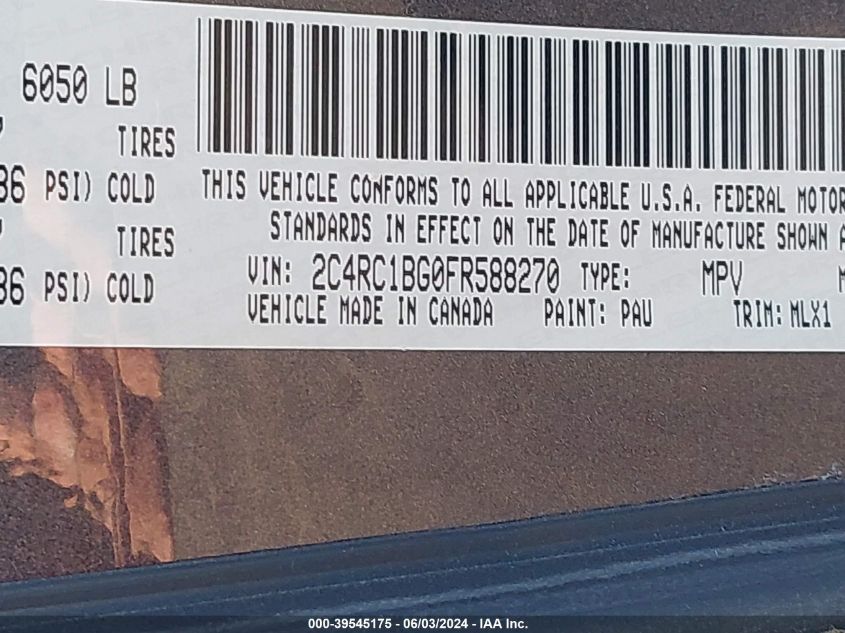 6050 LB
TIRES
PSI) COLD
TIRES
PSI) COLD
THIS VEHICLE CONFORMS TO ALL APPLICABLE U.S.A. FEDERAL MOTOR
STANDARDS IN EFFECT ON THE DATE OF MANUFACTURE SHOWN
VIN: 2C4RC1BG0FR588270 TYPE: MPV
VEHICLE MADE IN CANADA PAINT: PAU TRIM: MLX1
000-39545175 - 06/03/2024 - IAA Inc.